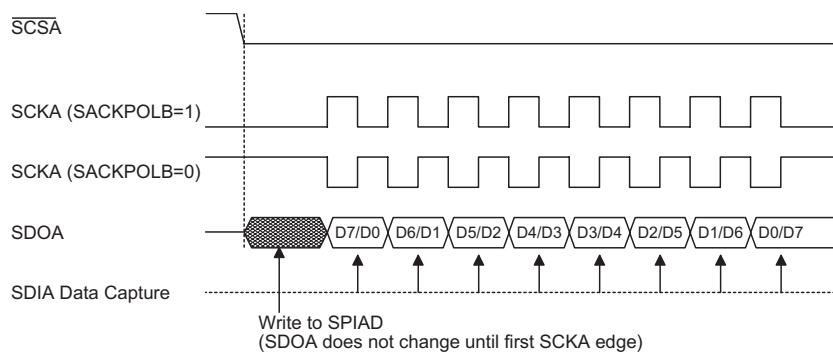 SCSA
SCKA (SACKPOLB=1)
SCKA (SACKPOLB=0)
SDOA
D7/D0 D6/D1 D5/D2 D4/D3 D3/D4 D2/D5 D1/D6 D0/D7
SDIA Data Capture
Write to SPIAD
(SDOA does not change until first SCKA edge)